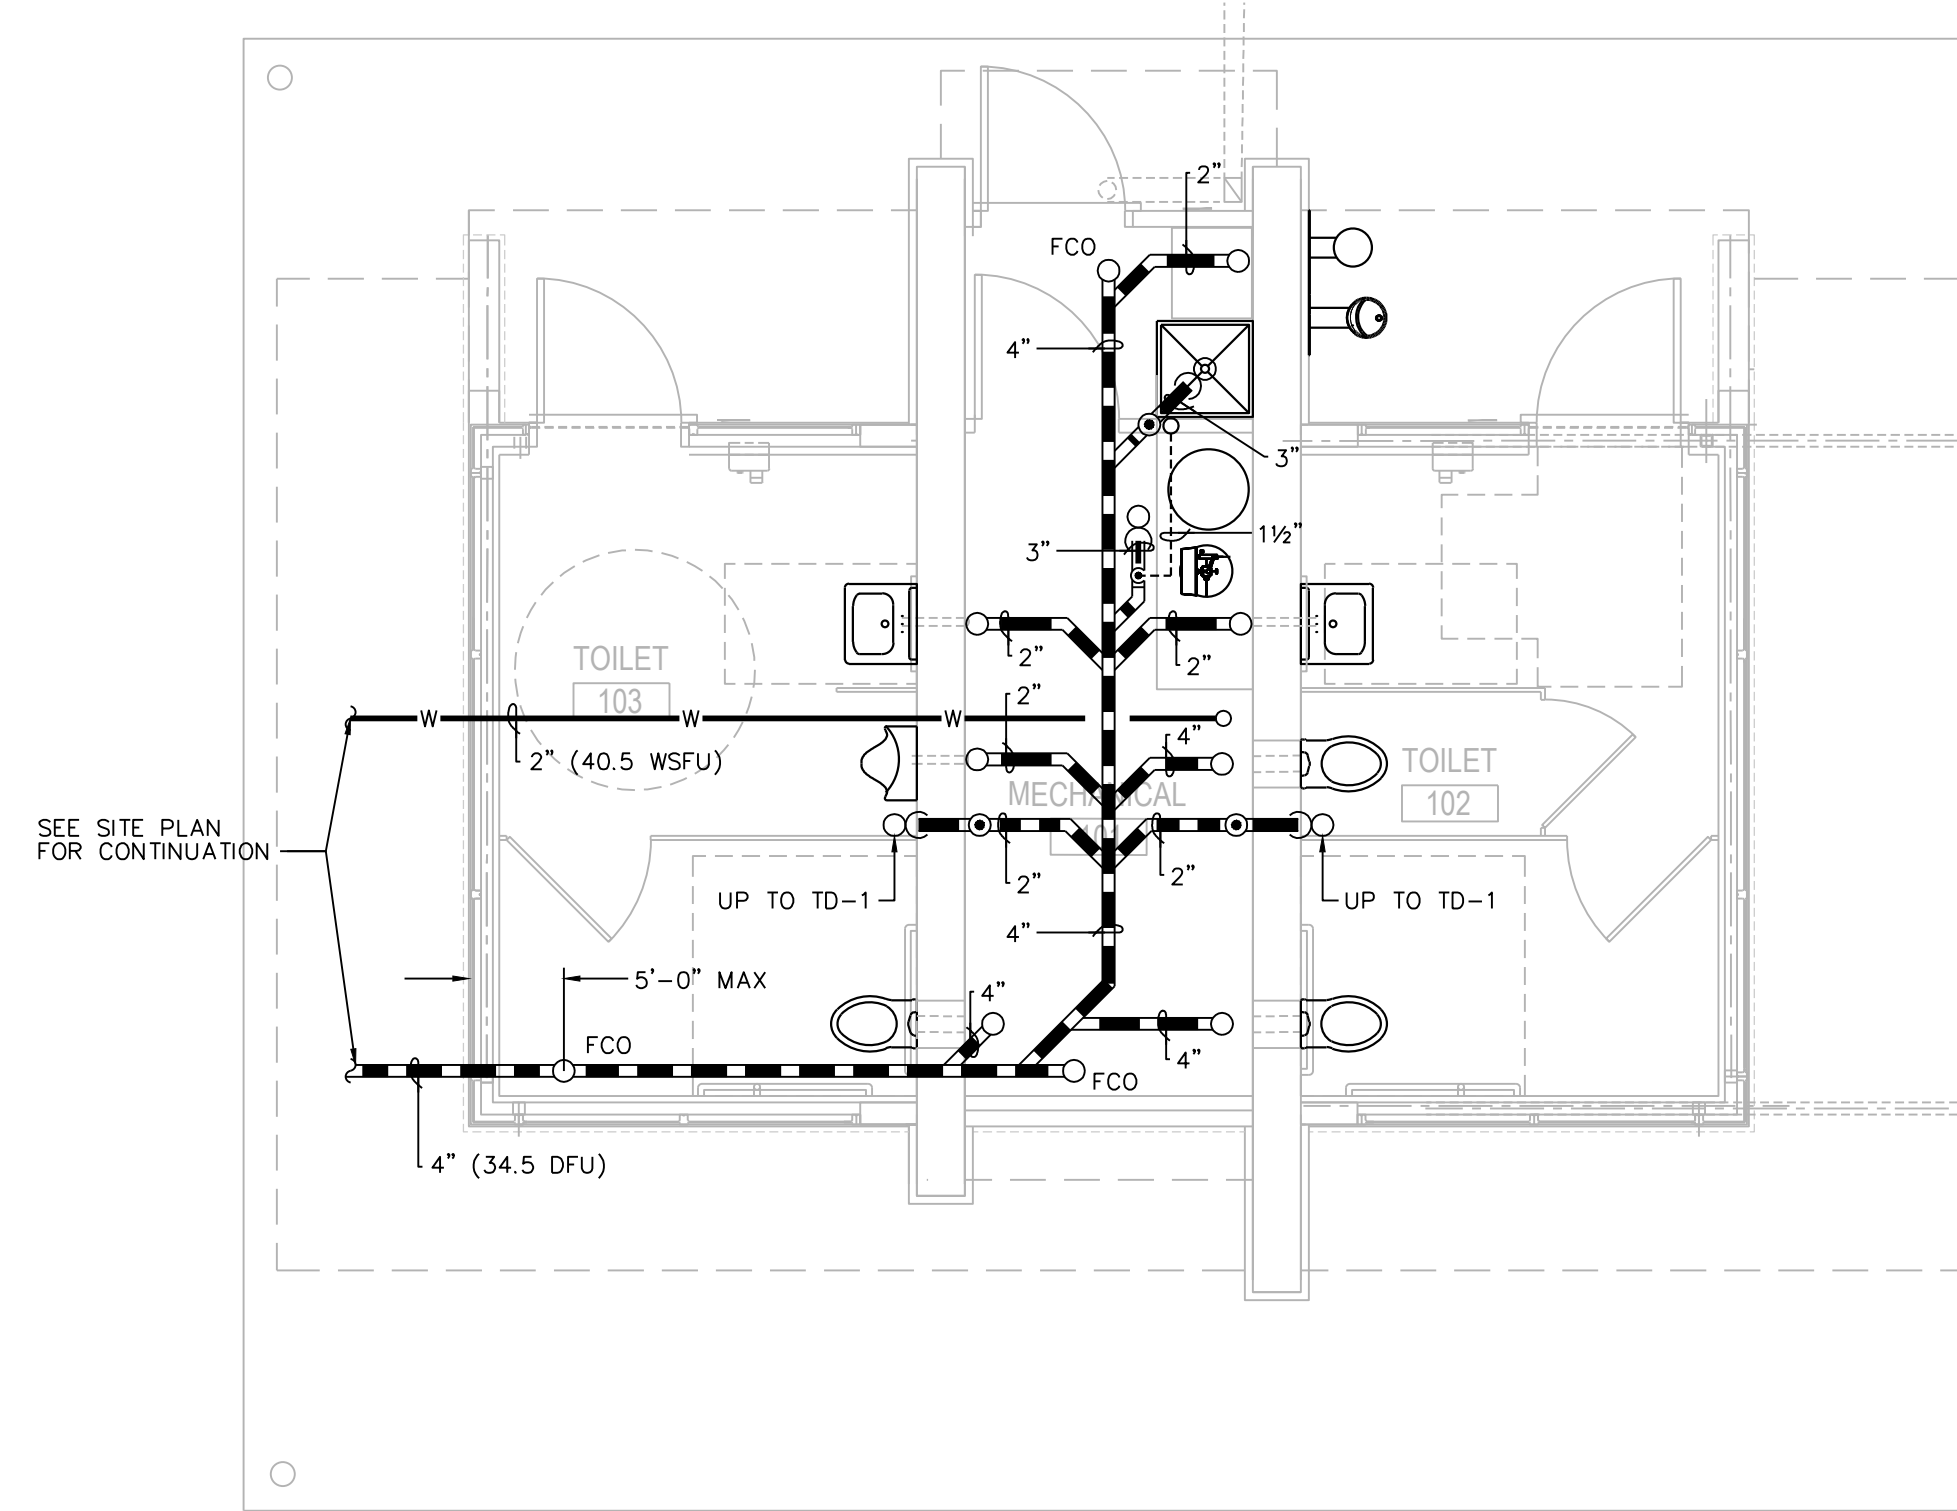 2"
FCO
4"
3"
1½"
3"
TOILET
103
2"
2"
2"
W
W
W
4"
2" (40.5 WSFU)
TOILET
102
MECHANICAL
101
SEE SITE PLAN
FOR CONTINUATION
2"
2"
UP TO TD-1
UP TO TD-1
4"
5'-0" MAX
4"
FCO
4"
FCO
4" (34.5 DFU)